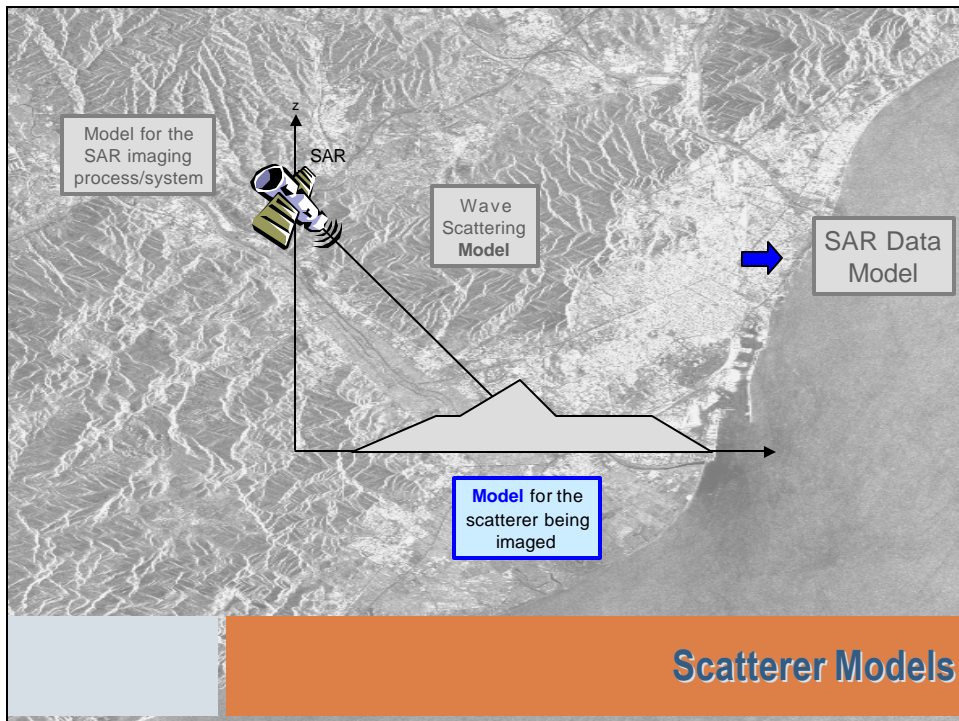 z
Model for the
SAR imaging
process/system
SAR
Wave
Scattering
Model
SAR Data
Model
Model for the
scatterer being
imaged
Scatterer Models